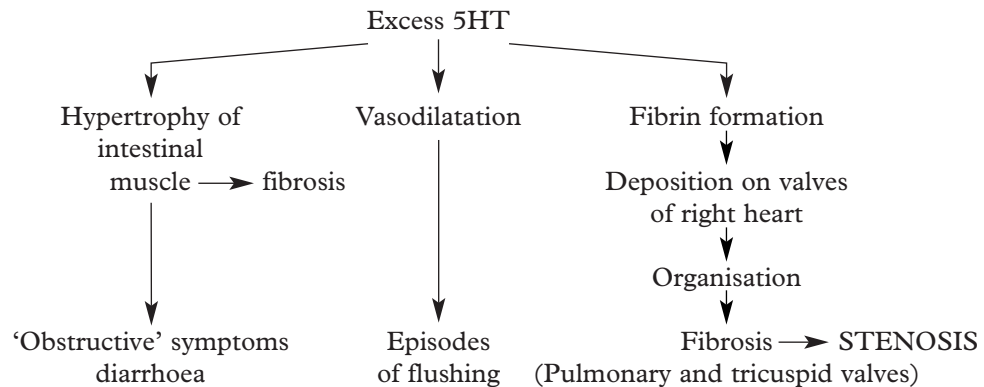 Excess 5HT
Hypertrophy of
intestinal
muscle
fibrosis
'Obstructive' symptoms
diarrhoea
Vasodilatation
Episodes
of flushing
Fibrin formation
Deposition on valves
of right heart
Organisation
Fibrosis
STENOSIS
(Pulmonary and tricuspid valves)